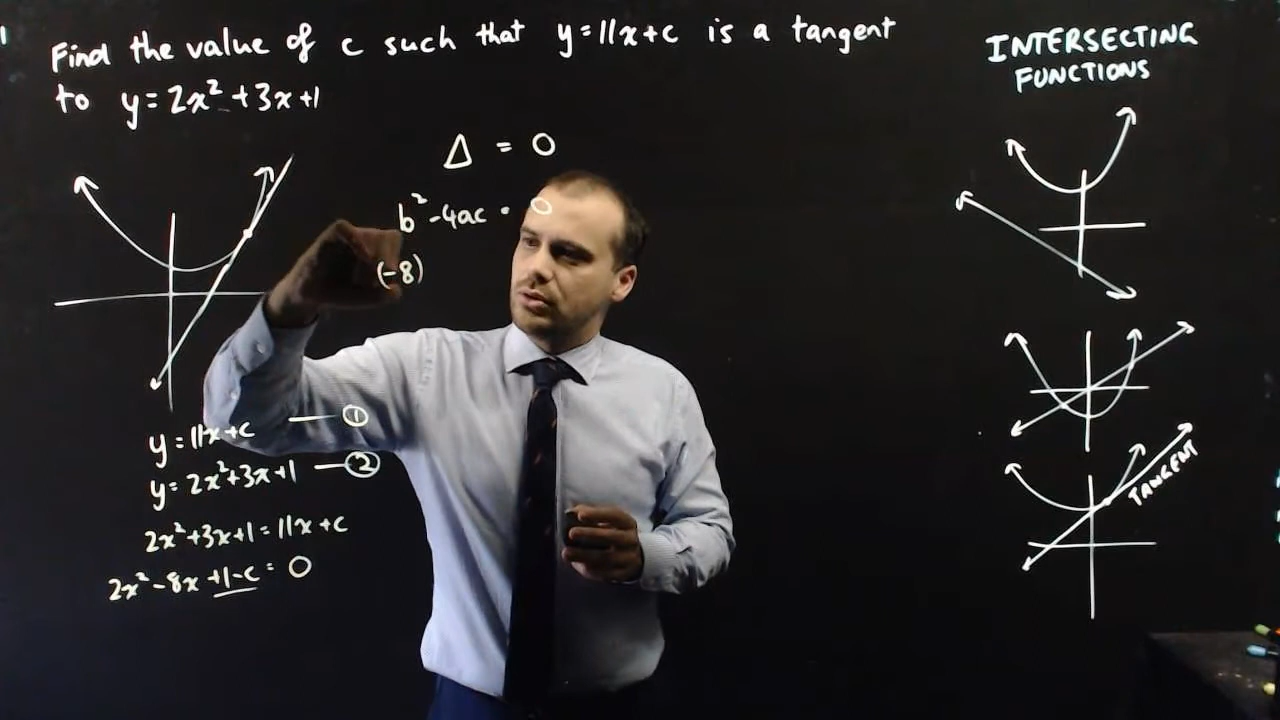 Find the value of c such that y=11x+c is a tangent
to y=2x²+3x+1
Δ = 0
b²-4ac = 0
(-8)
y=11x+c — ①
y=2x²+3x+1 — ②
2x²+3x+1=11x+c
2x²-8x+1-c=0
INTERSECTING
FUNCTIONS
TANGENT